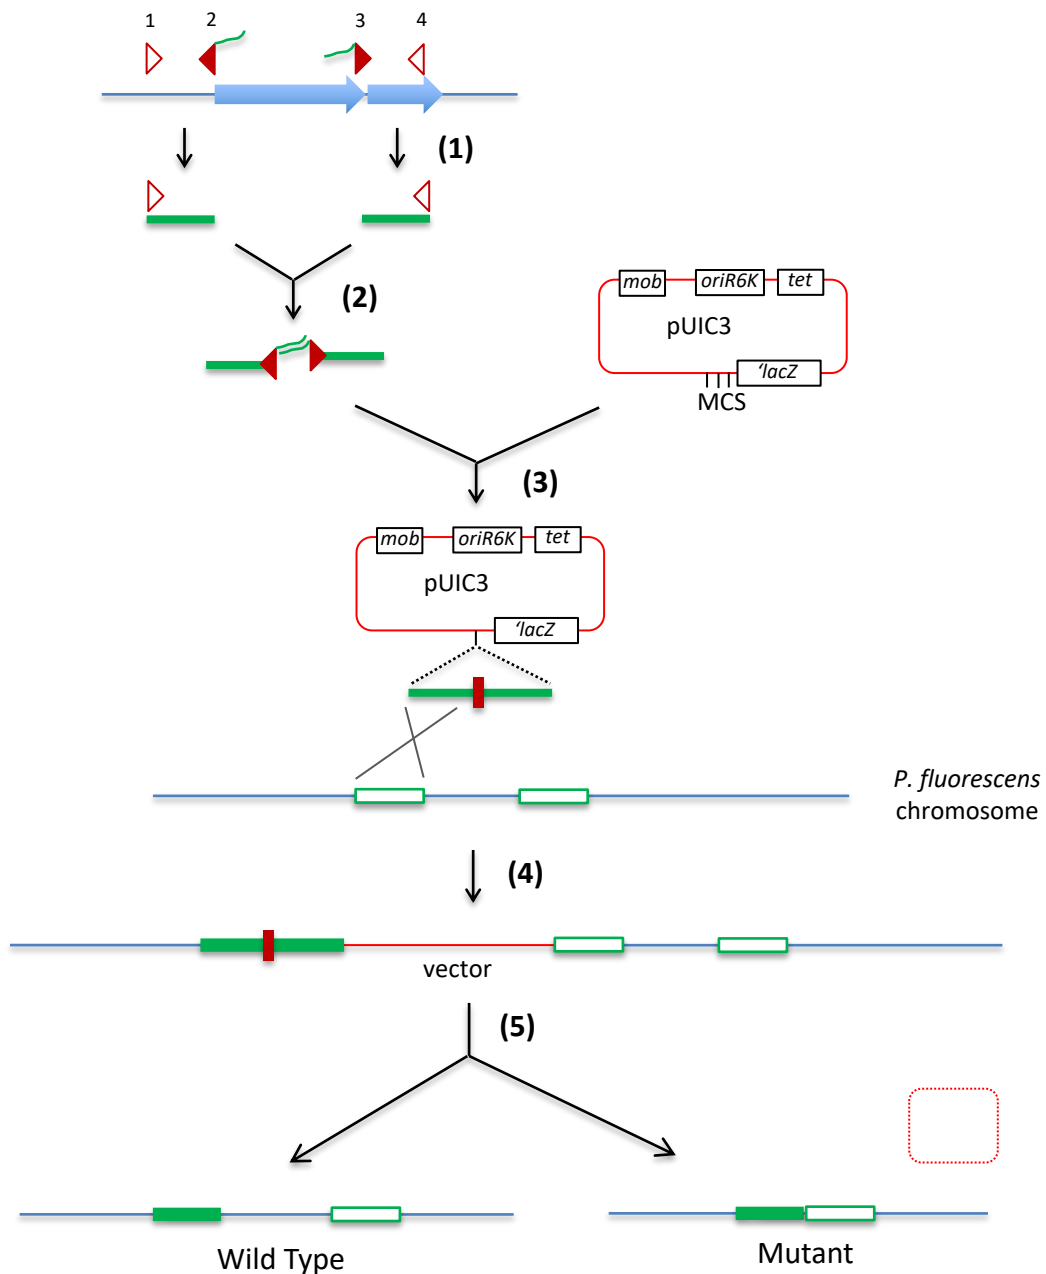 1 2 3 4
(1)
(2)
mob oriR6K tet
pUIC3
'lacZ
MCS
(3)
mob oriR6K tet
pUIC3
'lacZ
P. fluorescens
chromosome
(4)
vector
(5)
Wild Type
Mutant